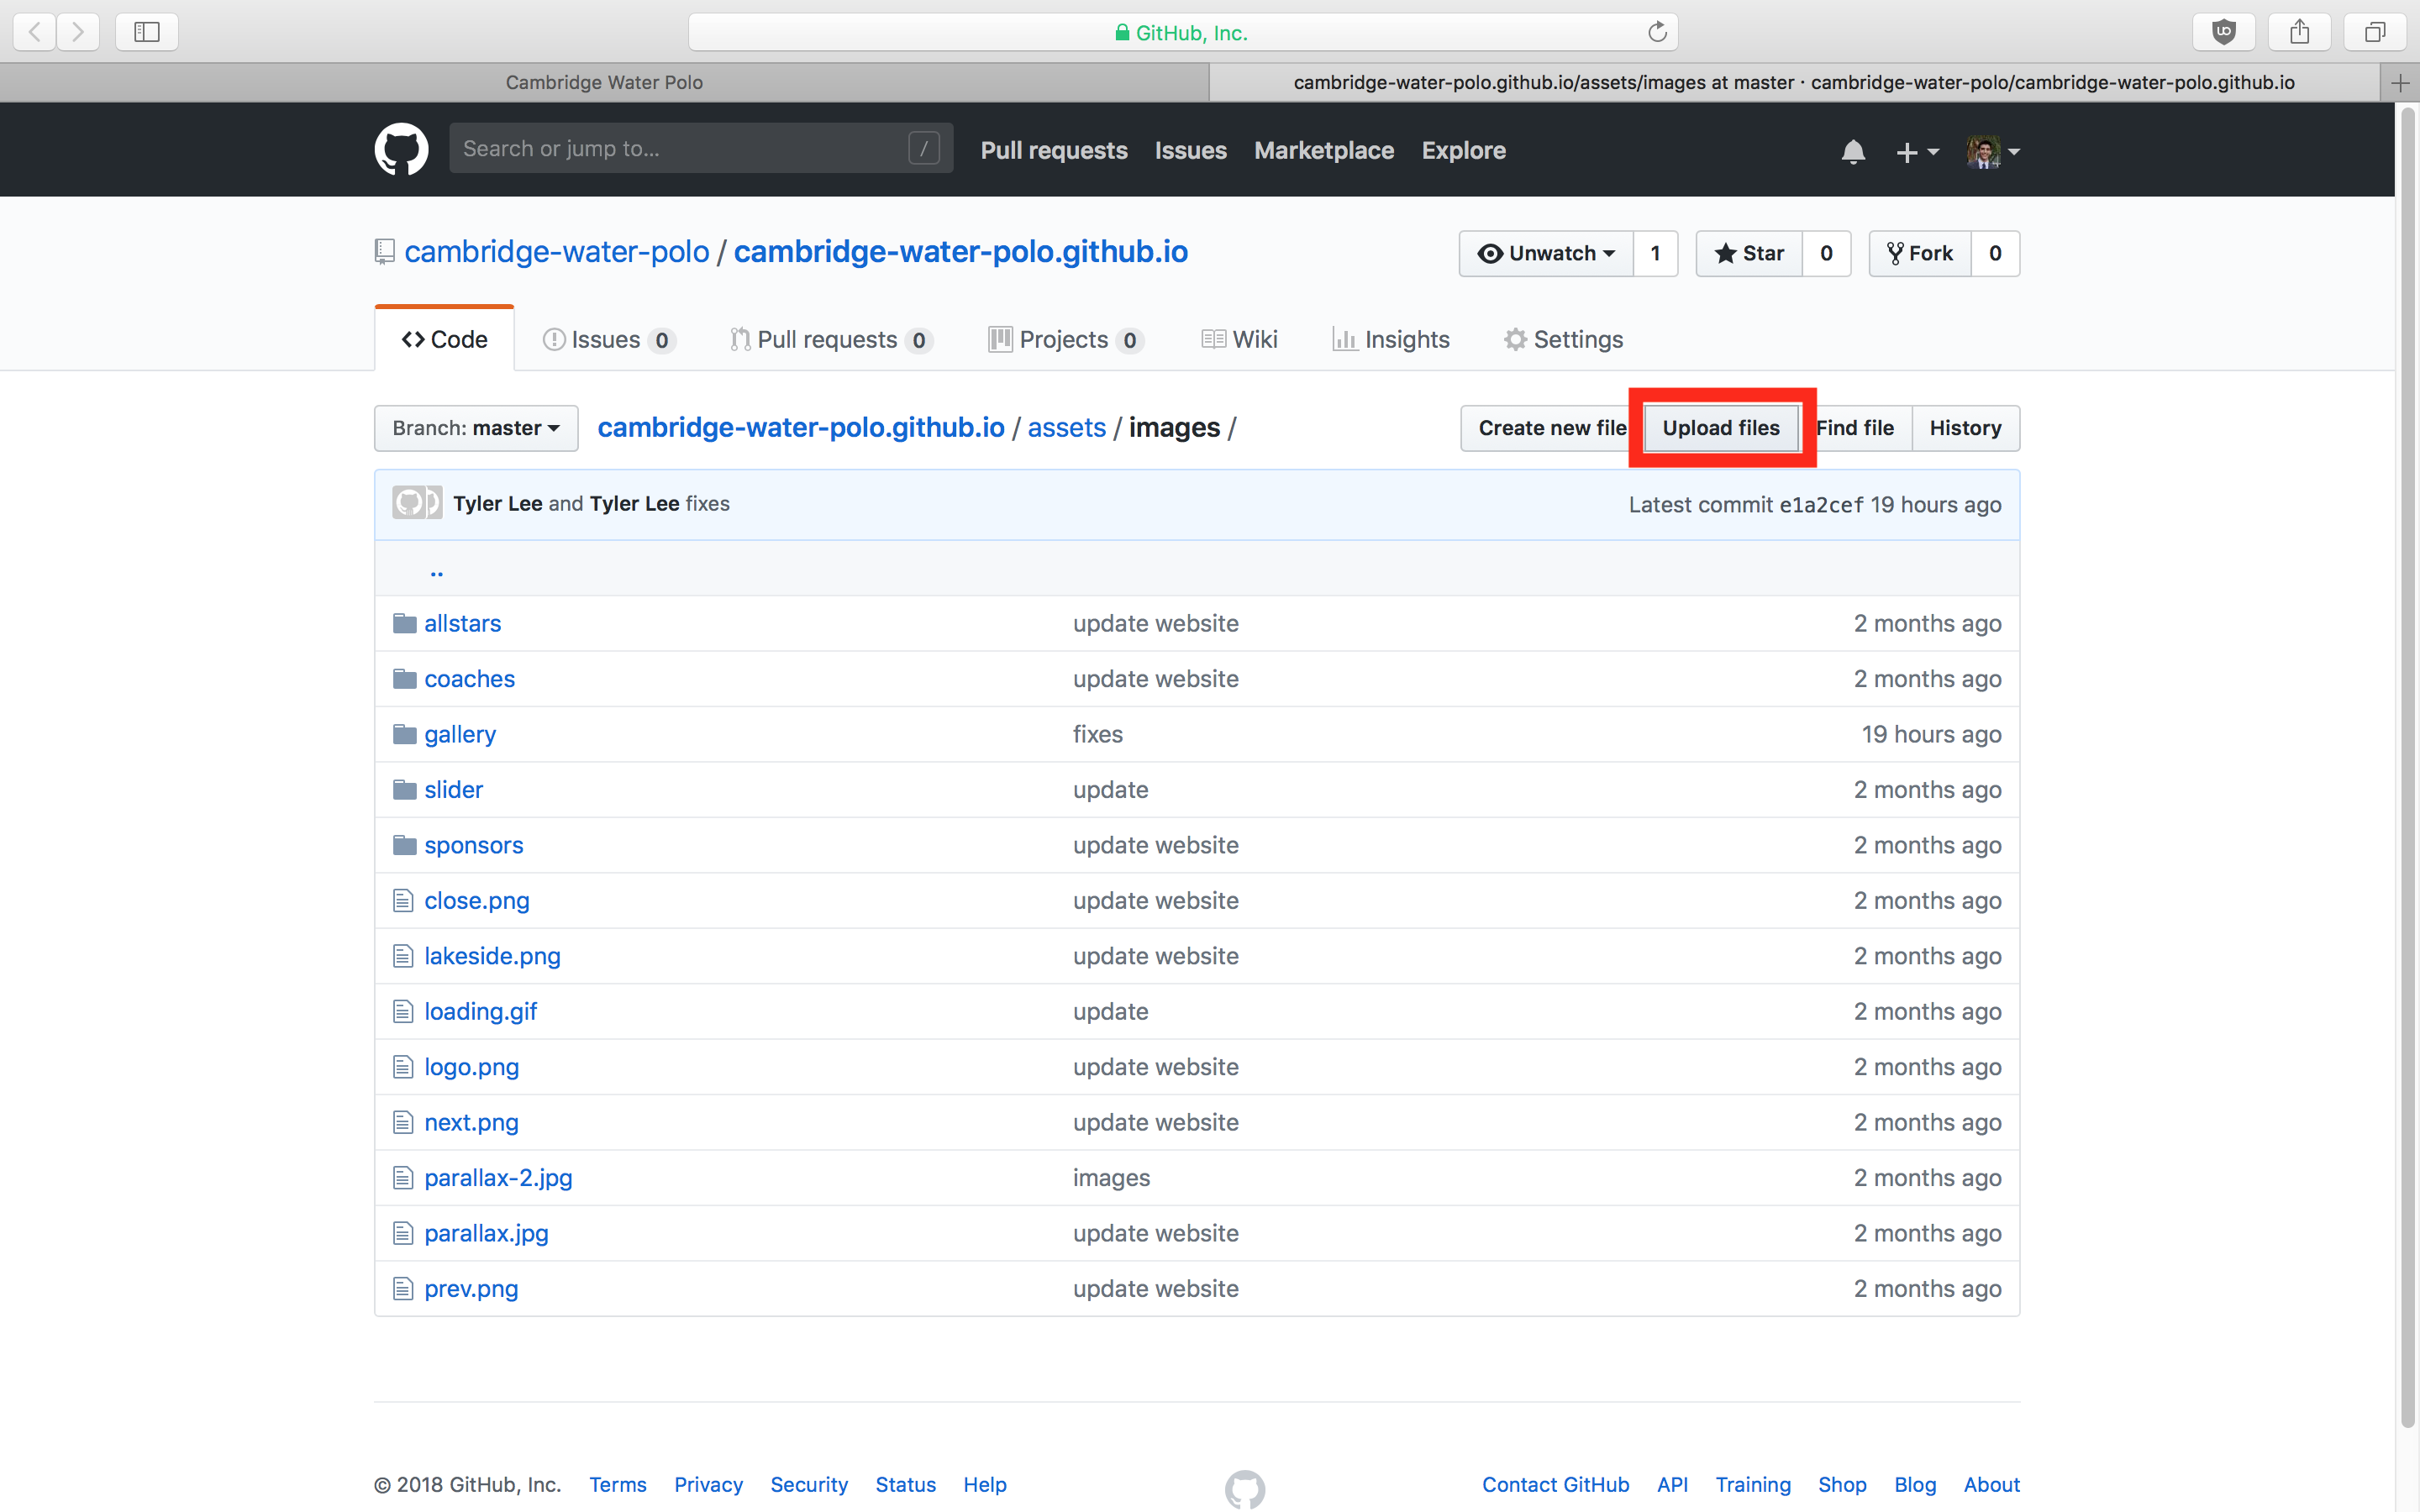 GitHub, Inc.
Cambridge Water Polo
cambridge-water-polo.github.io/assets/images at master · cambridge-water-polo/cambridge-water-polo.github.io
Search or jump to... / Pull requests Issues Marketplace Explore
cambridge-water-polo / cambridge-water-polo.github.io Unwatch 1 Star 0 Fork 0
Code Issues 0 Pull requests 0 Projects 0 Wiki Insights Settings
Branch: master cambridge-water-polo.github.io / assets / images / Create new file Upload files Find file History
Tyler Lee and Tyler Lee fixes Latest commit e1a2cef 19 hours ago
..
allstars update website 2 months ago
coaches update website 2 months ago
gallery fixes 19 hours ago
slider update 2 months ago
sponsors update website 2 months ago
close.png update website 2 months ago
lakeside.png update website 2 months ago
loading.gif update 2 months ago
logo.png update website 2 months ago
next.png update website 2 months ago
parallax-2.jpg images 2 months ago
parallax.jpg update website 2 months ago
prev.png update website 2 months ago
© 2018 GitHub, Inc. Terms Privacy Security Status Help Contact GitHub API Training Shop Blog About